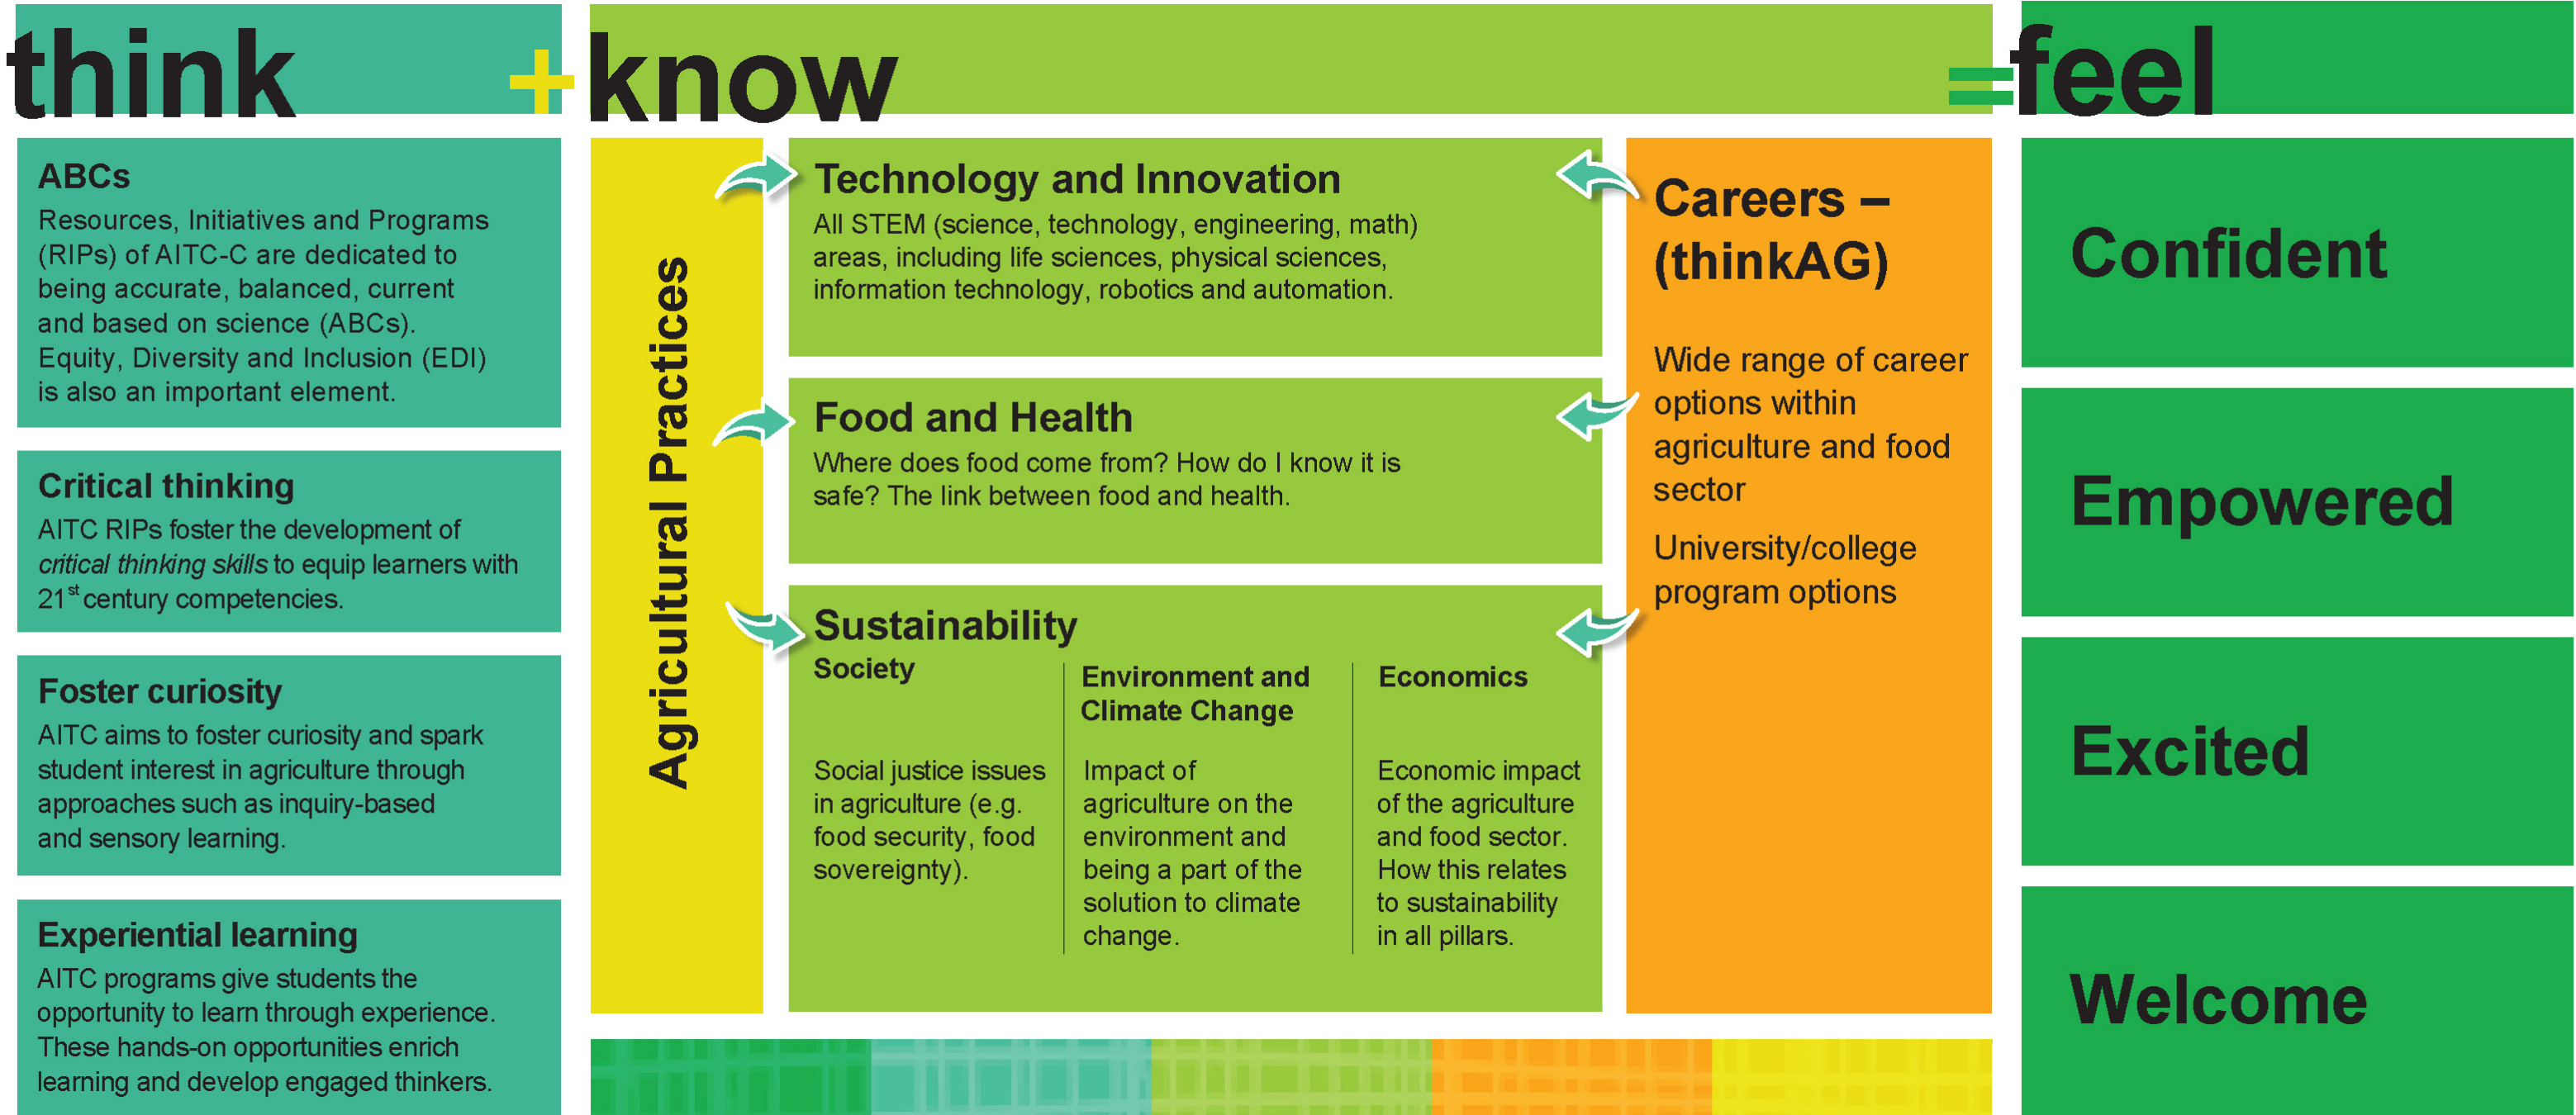 think
+
know
=
feel
ABCs
Resources, Initiatives and Programs
(RIPs) of AITC-C are dedicated to
being accurate, balanced, current
and based on science (ABCs).
Equity, Diversity and Inclusion (EDI)
is also an important element.
Critical thinking
AITC RIPs foster the development of
critical thinking skills to equip learners with
21st century competencies.
Foster curiosity
AITC aims to foster curiosity and spark
student interest in agriculture through
approaches such as inquiry-based
and sensory learning.
Experiential learning
AITC programs give students the
opportunity to learn through experience.
These hands-on opportunities enrich
learning and develop engaged thinkers.
Agricultural Practices
Technology and Innovation
All STEM (science, technology, engineering, math)
areas, including life sciences, physical sciences,
information technology, robotics and automation.
Food and Health
Where does food come from? How do I know it is
safe? The link between food and health.
Sustainability
Society
Social justice issues
in agriculture (e.g.
food security, food
sovereignty).
Environment and
Climate Change
Impact of
agriculture on the
environment and
being a part of the
solution to climate
change.
Economics
Economic impact
of the agriculture
and food sector.
How this relates
to sustainability
in all pillars.
Careers –
(thinkAG)
Wide range of career
options within
agriculture and food
sector
University/college
program options
Confident
Empowered
Excited
Welcome